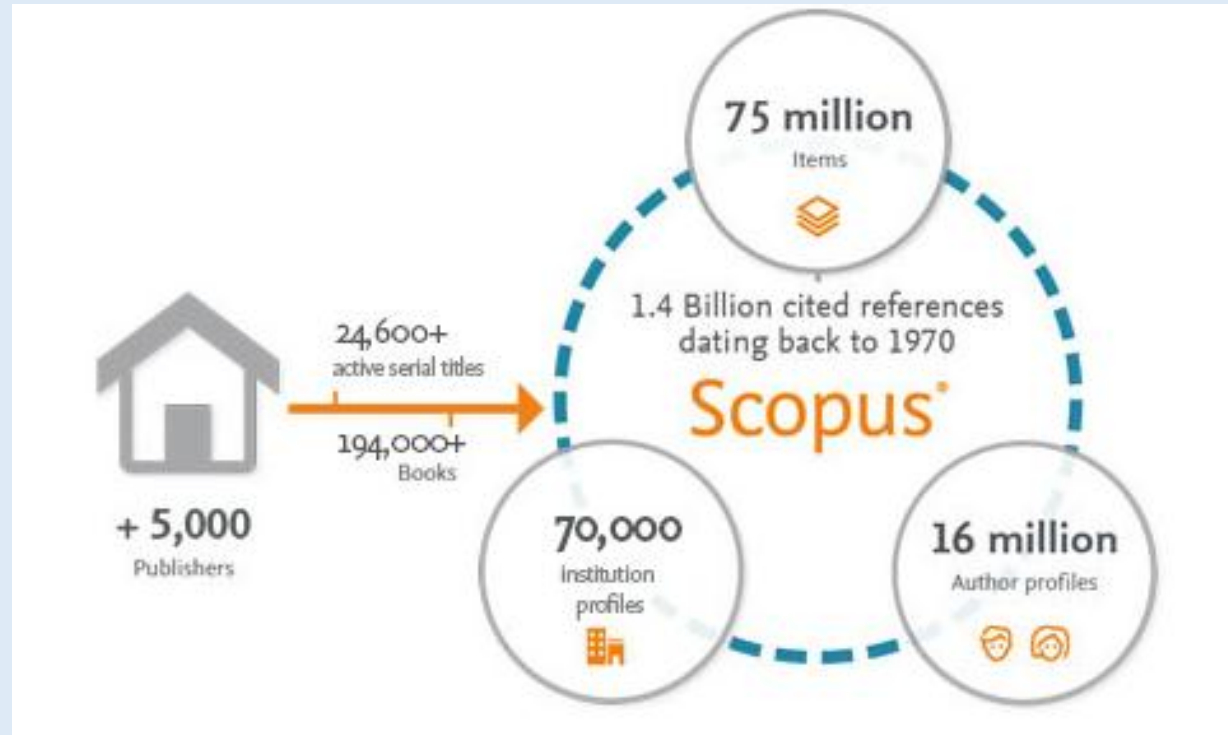 75 million
Items
1.4 Billion cited references
dating back to 1970
Scopus®
24,600+
active serial titles
194,000+
Books
+ 5,000
Publishers
70,000
institution
profiles
16 million
Author profiles